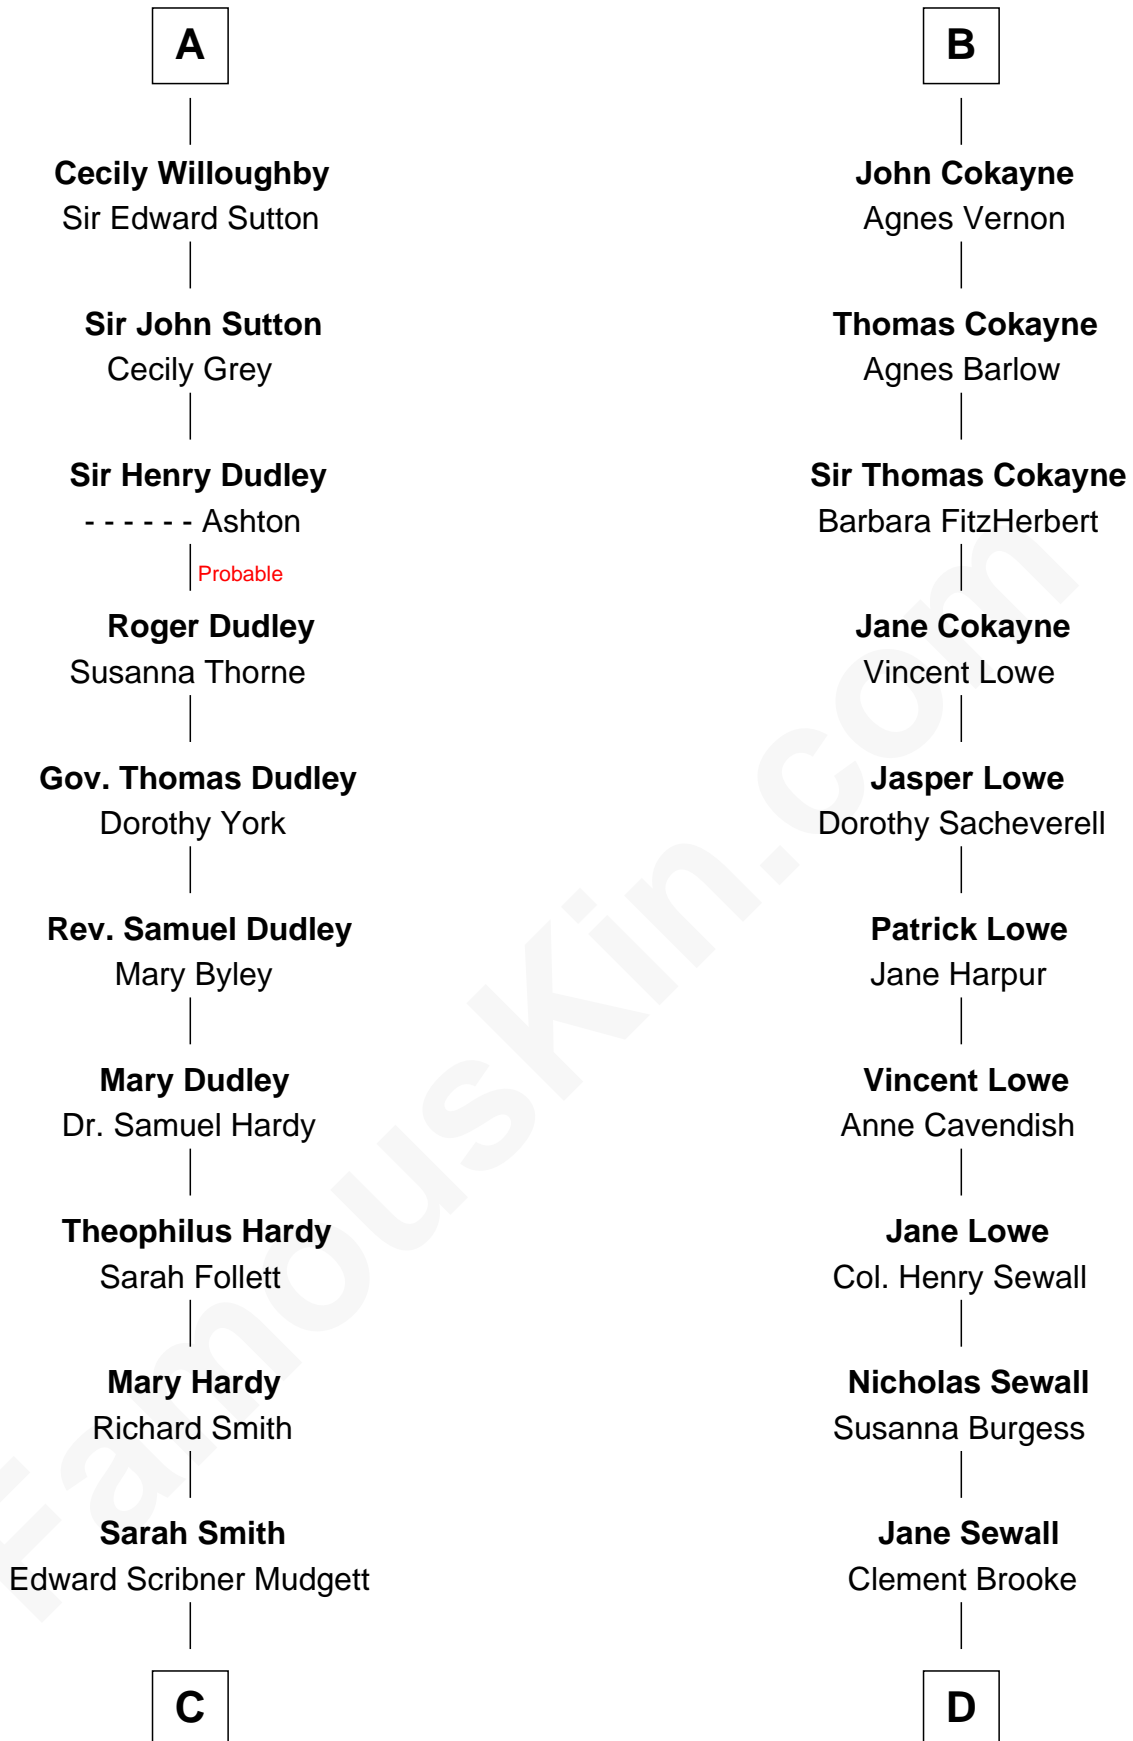 A
Cecily Willoughby
Sir Edward Sutton
Sir John Sutton
Cecily Grey
Sir Henry Dudley
- - - - - - Ashton
Probable
Roger Dudley
Susanna Thorne
Gov. Thomas Dudley
Dorothy York
Rev. Samuel Dudley
Mary Byley
Mary Dudley
Dr. Samuel Hardy
Theophilus Hardy
Sarah Follett
Mary Hardy
Richard Smith
Sarah Smith
Edward Scribner Mudgett
C
B
John Cokayne
Agnes Vernon
Thomas Cokayne
Agnes Barlow
Sir Thomas Cokayne
Barbara FitzHerbert
Jane Cokayne
Vincent Lowe
Jasper Lowe
Dorothy Sacheverell
Patrick Lowe
Jane Harpur
Vincent Lowe
Anne Cavendish
Jane Lowe
Col. Henry Sewall
Nicholas Sewall
Susanna Burgess
Jane Sewall
Clement Brooke
D
FamousKin.com